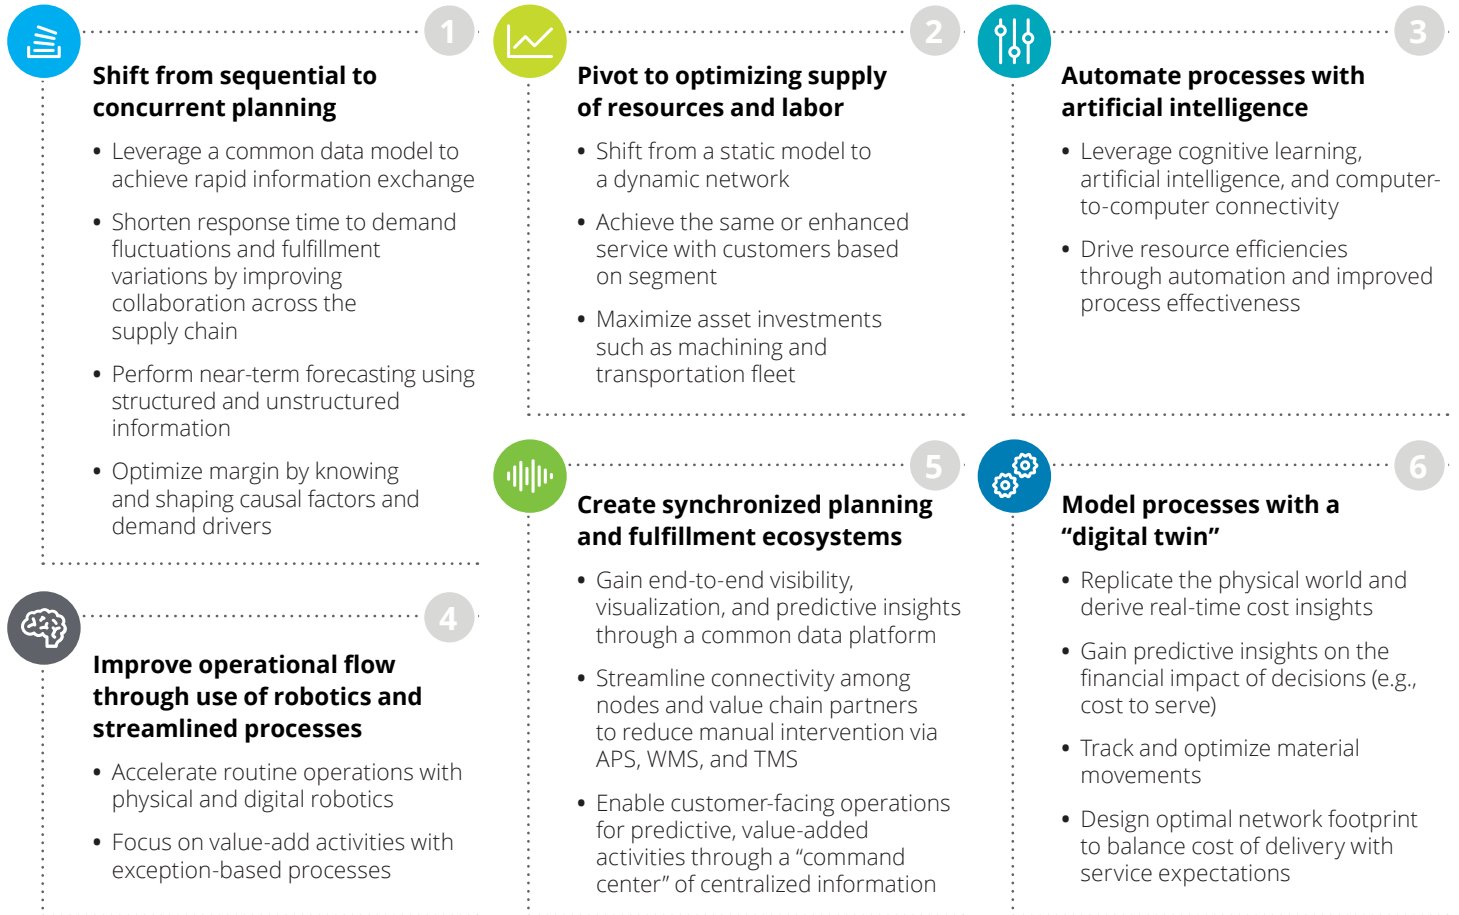 1
Shift from sequential to
concurrent planning
• Leverage a common data model to
achieve rapid information exchange
• Shorten response time to demand
fluctuations and fulfillment
variations by improving
collaboration across the
supply chain
• Perform near-term forecasting using
structured and unstructured
information
• Optimize margin by knowing
and shaping causal factors and
demand drivers
2
Pivot to optimizing supply
of resources and labor
• Shift from a static model to
a dynamic network
• Achieve the same or enhanced
service with customers based
on segment
• Maximize asset investments
such as machining and
transportation fleet
3
Automate processes with
artificial intelligence
• Leverage cognitive learning,
artificial intelligence, and computer-
to-computer connectivity
• Drive resource efficiencies
through automation and improved
process effectiveness
4
Improve operational flow
through use of robotics and
streamlined processes
• Accelerate routine operations with
physical and digital robotics
• Focus on value-add activities with
exception-based processes
5
Create synchronized planning
and fulfillment ecosystems
• Gain end-to-end visibility,
visualization, and predictive insights
through a common data platform
• Streamline connectivity among
nodes and value chain partners
to reduce manual intervention via
APS, WMS, and TMS
• Enable customer-facing operations
for predictive, value-added
activities through a “command
center” of centralized information
6
Model processes with a
“digital twin”
• Replicate the physical world and
derive real-time cost insights
• Gain predictive insights on the
financial impact of decisions (e.g.,
cost to serve)
• Track and optimize material
movements
• Design optimal network footprint
to balance cost of delivery with
service expectations